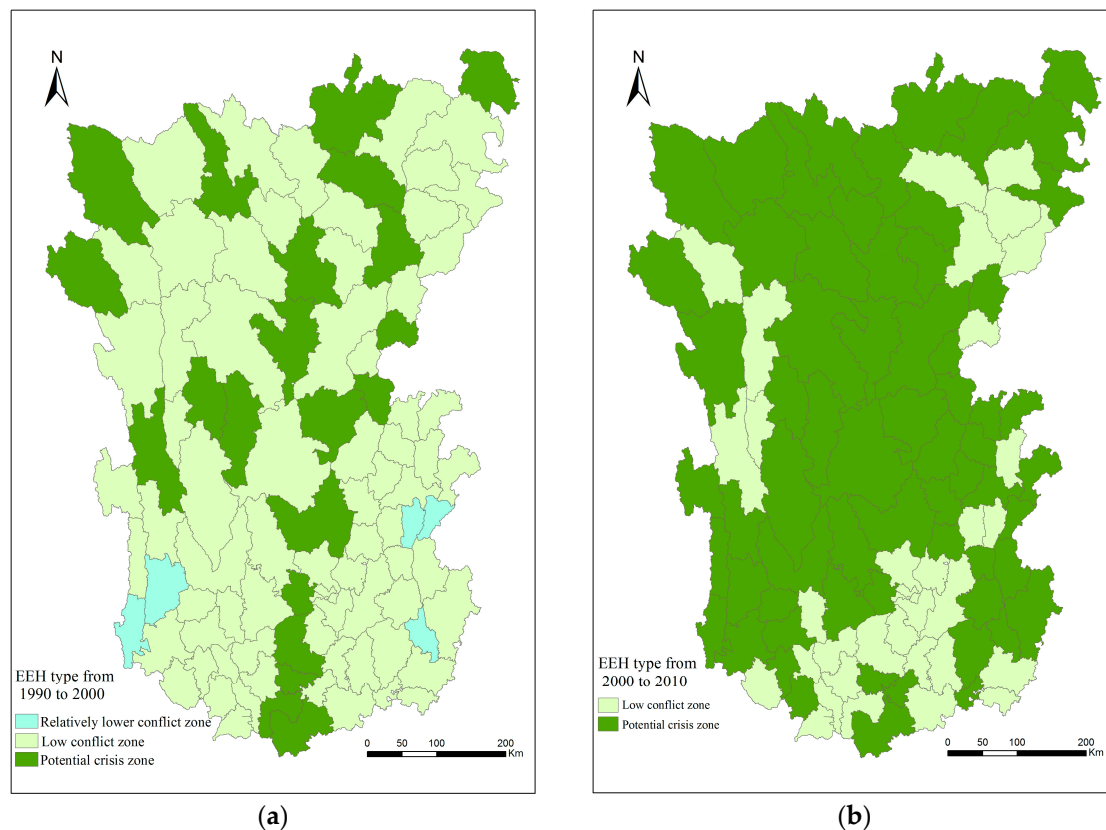 N
EEH type from
1990 to 2000
Relatively lower conflict zone
Low conflict zone
Potential crisis zone
0 50 100 200
Km
(a)
N
EEH type from
2000 to 2010
Low conflict zone
Potential crisis zone
0 50 100 200
Km
(b)